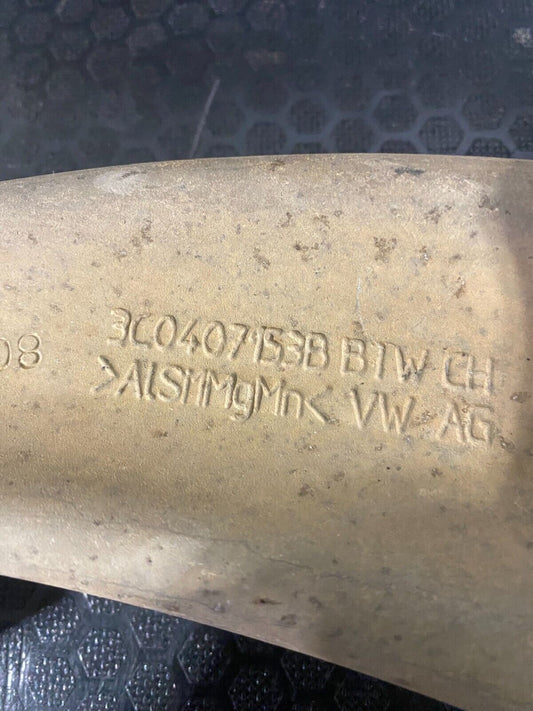 08
3C0407153B BTW CH
>AlSi1MgMn< VW AG